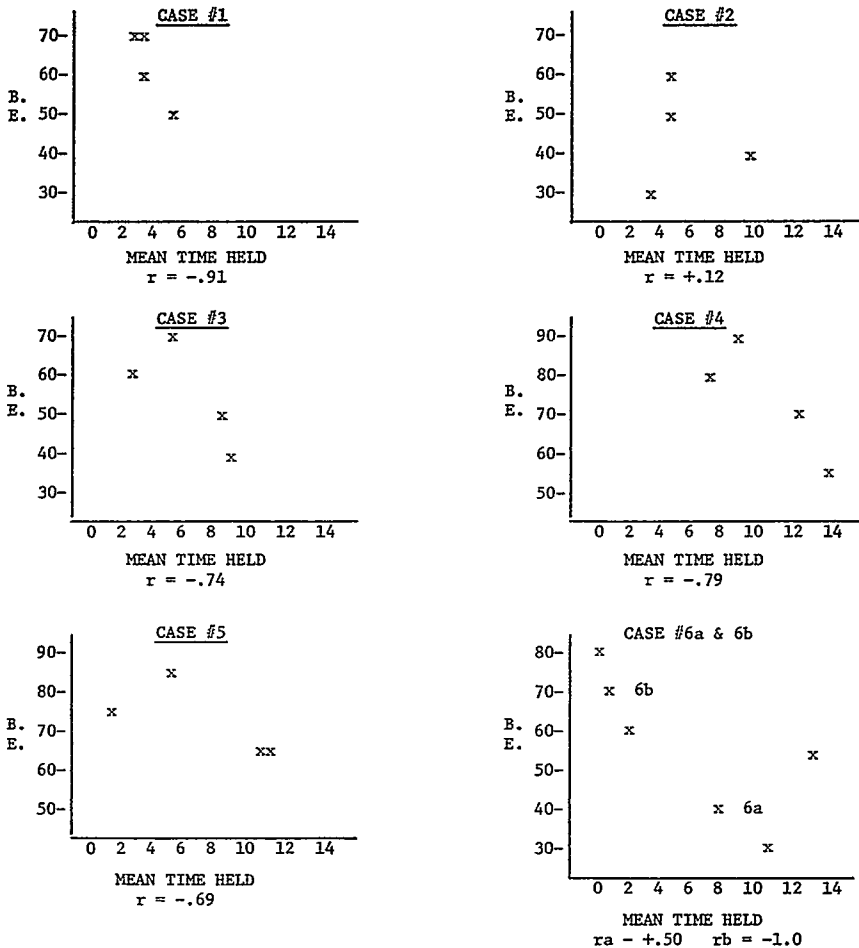 CASE #1
70-
60-
B.
E. 50-
40-
30-
0 2 4 6 8 10 12 14
MEAN TIME HELD
r = -.91
CASE #2
70-
60-
B.
E. 50-
40-
30-
0 2 4 6 8 10 12 14
MEAN TIME HELD
r = +.12
CASE #3
70-
60-
B.
E. 50-
40-
30-
0 2 4 6 8 10 12 14
MEAN TIME HELD
r = -.74
CASE #4
90-
80-
B.
E. 70-
60-
50-
0 2 4 6 8 10 12 14
MEAN TIME HELD
r = -.79
CASE #5
90-
80-
B.
E. 70-
60-
50-
0 2 4 6 8 10 12 14
MEAN TIME HELD
r = -.69
CASE #6a & 6b
80-
70- 6b
B.
E. 60-
50-
40- 6a
30-
0 2 4 6 8 10 12 14
MEAN TIME HELD
ra - +.50 rb = -1.0